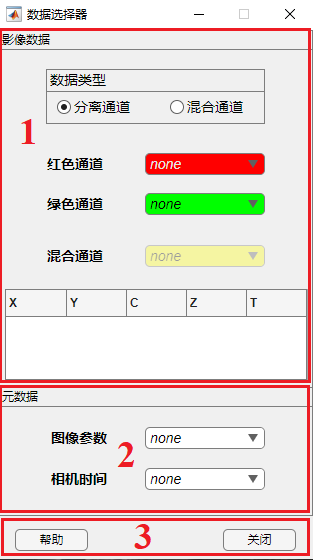 数据选择器
影像数据
数据类型
分离通道 混合通道
1
红色通道 none
绿色通道 none
混合通道 none
X Y C Z T
元数据
图像参数 none
2
相机时间 none
帮助 3 关闭